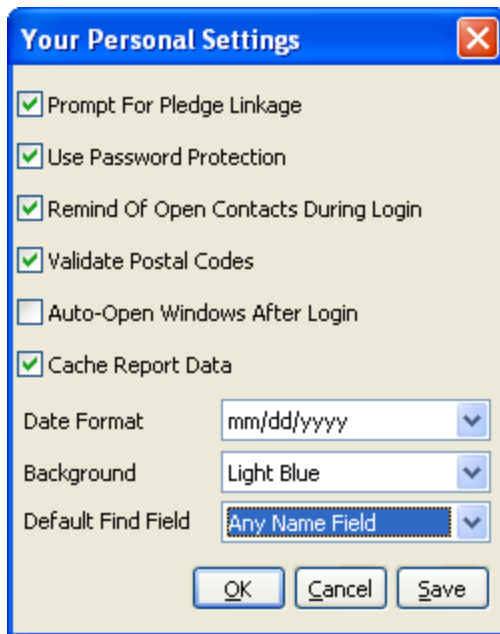 Your Personal Settings
Prompt For Pledge Linkage
Use Password Protection
Remind Of Open Contacts During Login
Validate Postal Codes
Auto-Open Windows After Login
Cache Report Data
Date Format mm/dd/yyyy
Background Light Blue
Default Find Field Any Name Field
OK Cancel Save